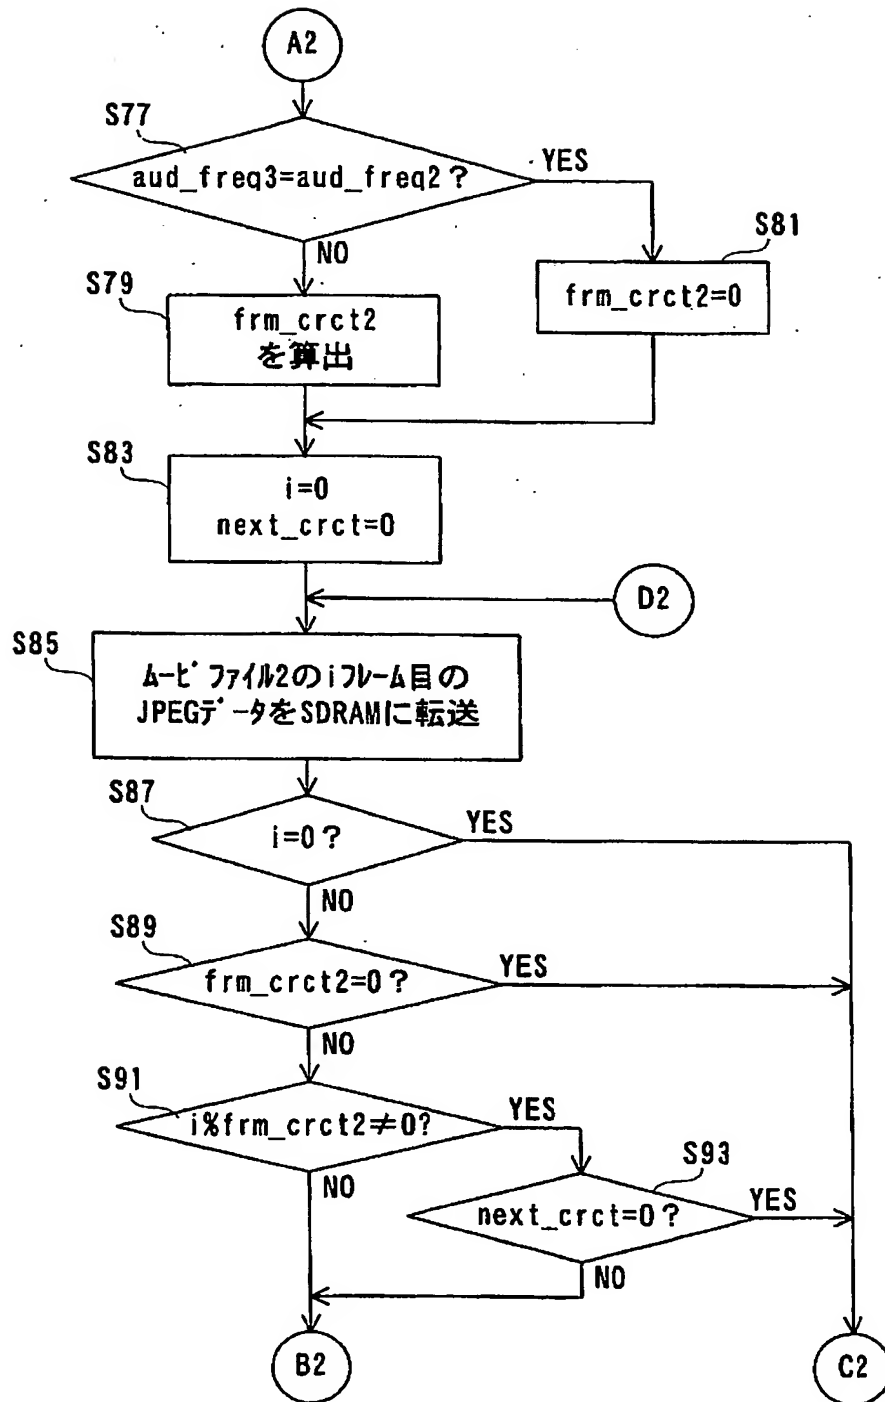 A2
S77
aud_freq3=aud_freq2?
YES
NO
S81
frm_crct2=0
S79
frm_crct2
を算出
S83
i=0
next_crct=0
D2
S85
ﾑｰﾋﾞﾌｧｲﾙ2のiﾌﾚｰﾑ目の
JPEGﾃﾞｰﾀをSDRAMに転送
S87
i=0?
YES
NO
S89
frm_crct2=0?
YES
NO
S91
i%frm_crct2≠0?
YES
NO
S93
next_crct=0?
YES
NO
B2
C2